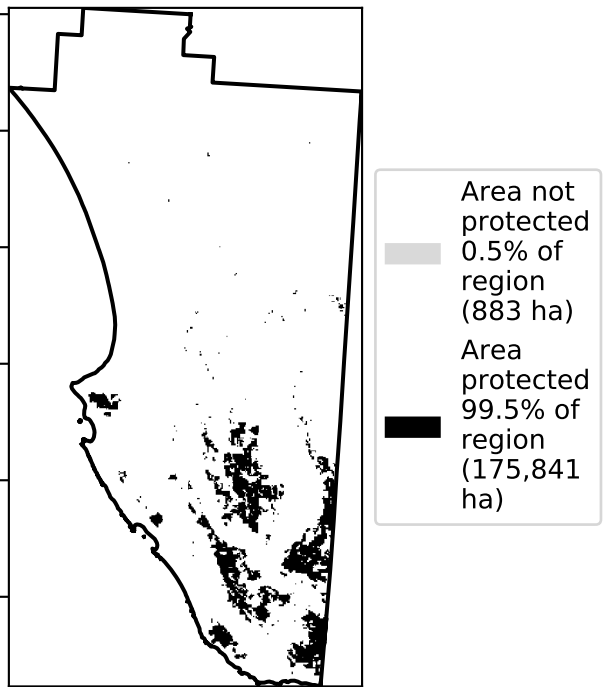 Area not
protected
0.5% of
region
(883 ha)
Area
protected
99.5% of
region
(175,841
ha)